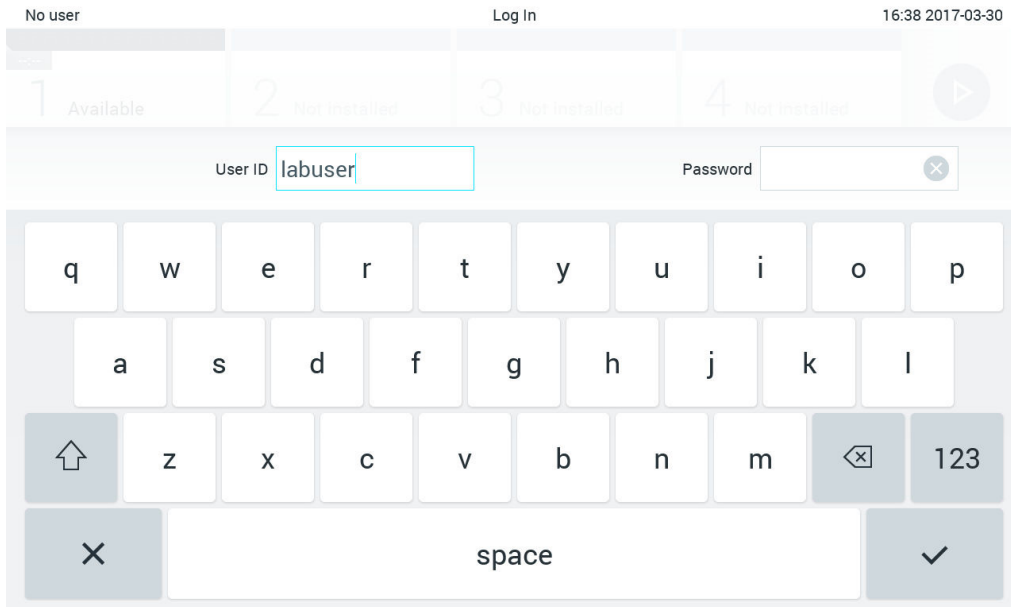 No user Log In 16:38 2017-03-30
1 Available 2 Not Installed 3 Not Installed 4 Not Installed
User ID labuser Password
q w e r t y u i o p
a s d f g h j k l
z x c v b n m 123
space